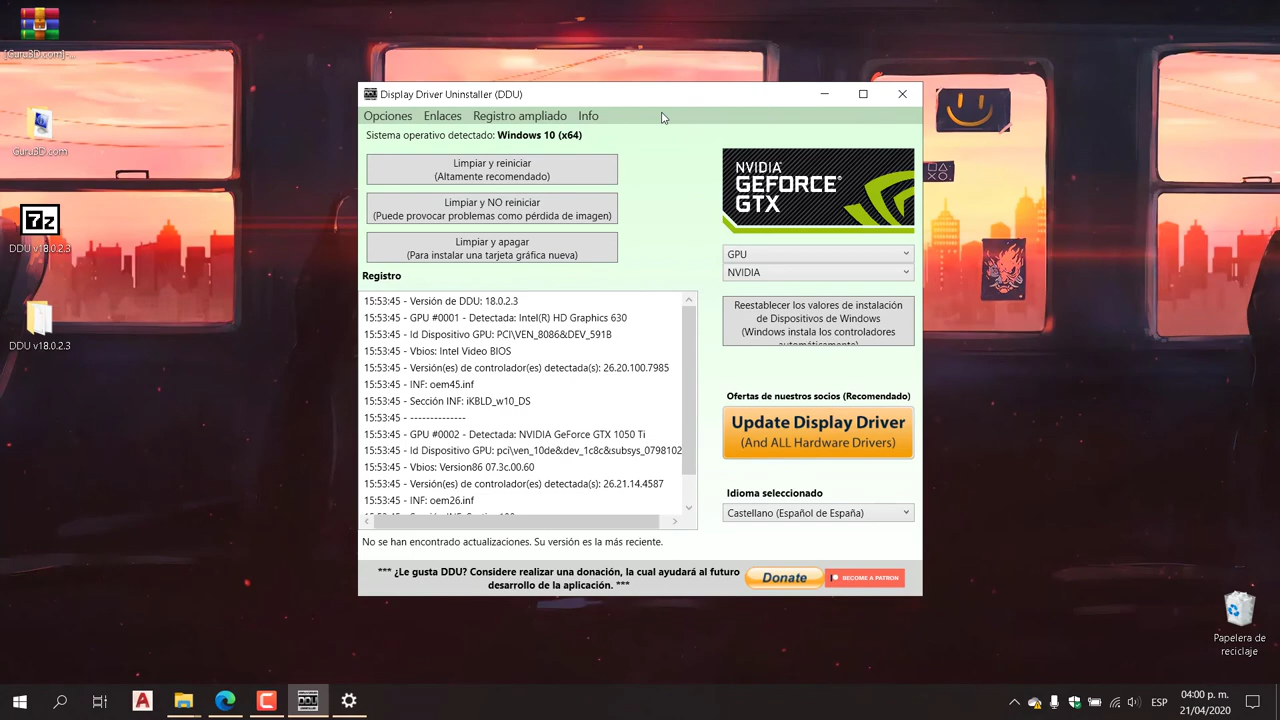 [Guru3D.com]-...
Guru3D.com
7z
DDU v18.0.2.3
DDU v18.0.2.3
Display Driver Uninstaller (DDU)
Opciones Enlaces Registro ampliado Info
Sistema operativo detectado: Windows 10 (x64)
Limpiar y reiniciar
(Altamente recomendado)
Limpiar y NO reiniciar
(Puede provocar problemas como pérdida de imagen)
Limpiar y apagar
(Para instalar una tarjeta gráfica nueva)
Registro
15:53:45 - Versión de DDU: 18.0.2.3
15:53:45 - GPU #0001 - Detectada: Intel(R) HD Graphics 630
15:53:45 - Id Dispositivo GPU: PCI\VEN_8086&DEV_591B
15:53:45 - Vbios: Intel Video BIOS
15:53:45 - Versión(es) de controlador(es) detectada(s): 26.20.100.7985
15:53:45 - INF: oem45.inf
15:53:45 - Sección INF: iKBLD_w10_DS
15:53:45 - --------------
15:53:45 - GPU #0002 - Detectada: NVIDIA GeForce GTX 1050 Ti
15:53:45 - Id Dispositivo GPU: pci\ven_10de&dev_1c8c&subsys_0798102
15:53:45 - Vbios: Version86 07.3c.00.60
15:53:45 - Versión(es) de controlador(es) detectada(s): 26.21.14.4587
15:53:45 - INF: oem26.inf
No se han encontrado actualizaciones. Su versión es la más reciente.
NVIDIA
GEFORCE
GTX
GPU
NVIDIA
Reestablecer los valores de instalación
de Dispositivos de Windows
(Windows instala los controladores
automáticamente)
Ofertas de nuestros socios (Recomendado)
Update Display Driver
(And ALL Hardware Drivers)
Idioma seleccionado
Castellano (Español de España)
*** ¿Le gusta DDU? Considere realizar una donación, la cual ayudará al futuro
desarrollo de la aplicación. ***
Donate
BECOME A PATRON
Papelera de
reciclaje
ESP
04:00 p. m.
21/04/2020